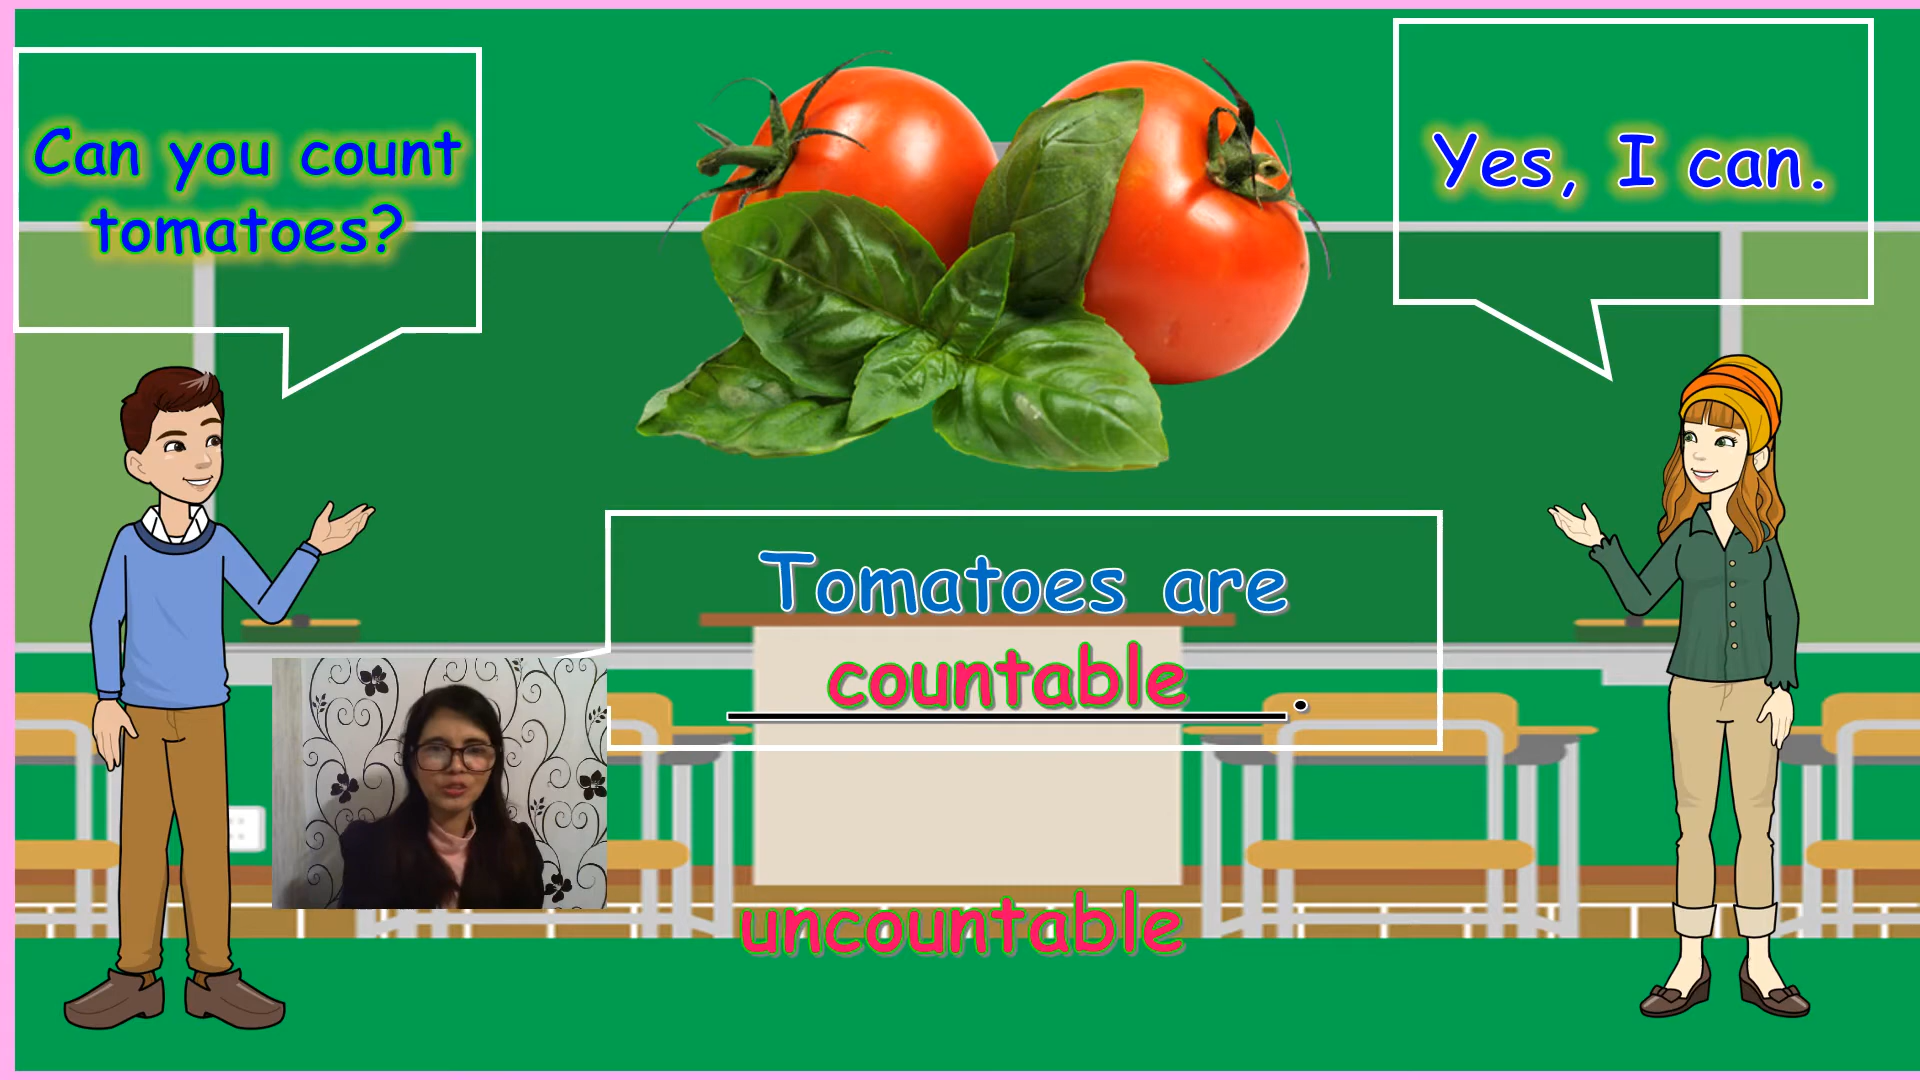 Can you count
tomatoes?
Yes, I can.
Tomatoes are
countable.
uncountable